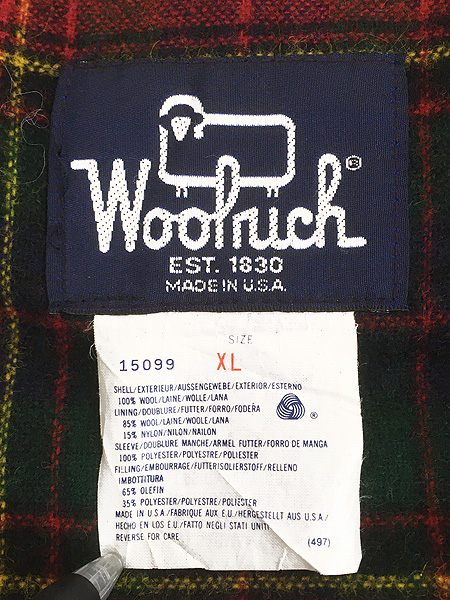 Woolrich®
EST. 1830
MADE IN U.S.A.
SIZE
15099 XL
SHELL/EXTERIEUR/AUSSENGEWEBE/EXTERIOR/ESTERNO
100% WOOL/LAINE/WOLLE/LANA
LINING/DOUBLURE/FUTTER/FORRO/FODERA
85% WOOL/LAINE/WOLLE/LANA
15% NYLON/NILON/NAILON
®
SLEEVE/DOUBLURE MANCHE/ARMEL FUTTER/FORRO DE MANGA
100% POLYESTER/POLYESTRE/POLIESTER
FILLING/EMBOURRAGE/FUTTERISOLIERSTOFF/RELLENO
IMBOTTITURA
65% OLEFIN
35% POLYESTER/POLYESTRE/POLIESTER
MADE IN U.S.A/FABRIQUE AUX E.U./HERGESTELLT AUS U.S.A/
HECHO EN LOS E.U./FATTO NEGLI STATI UNITI
REVERSE FOR CARE (497)